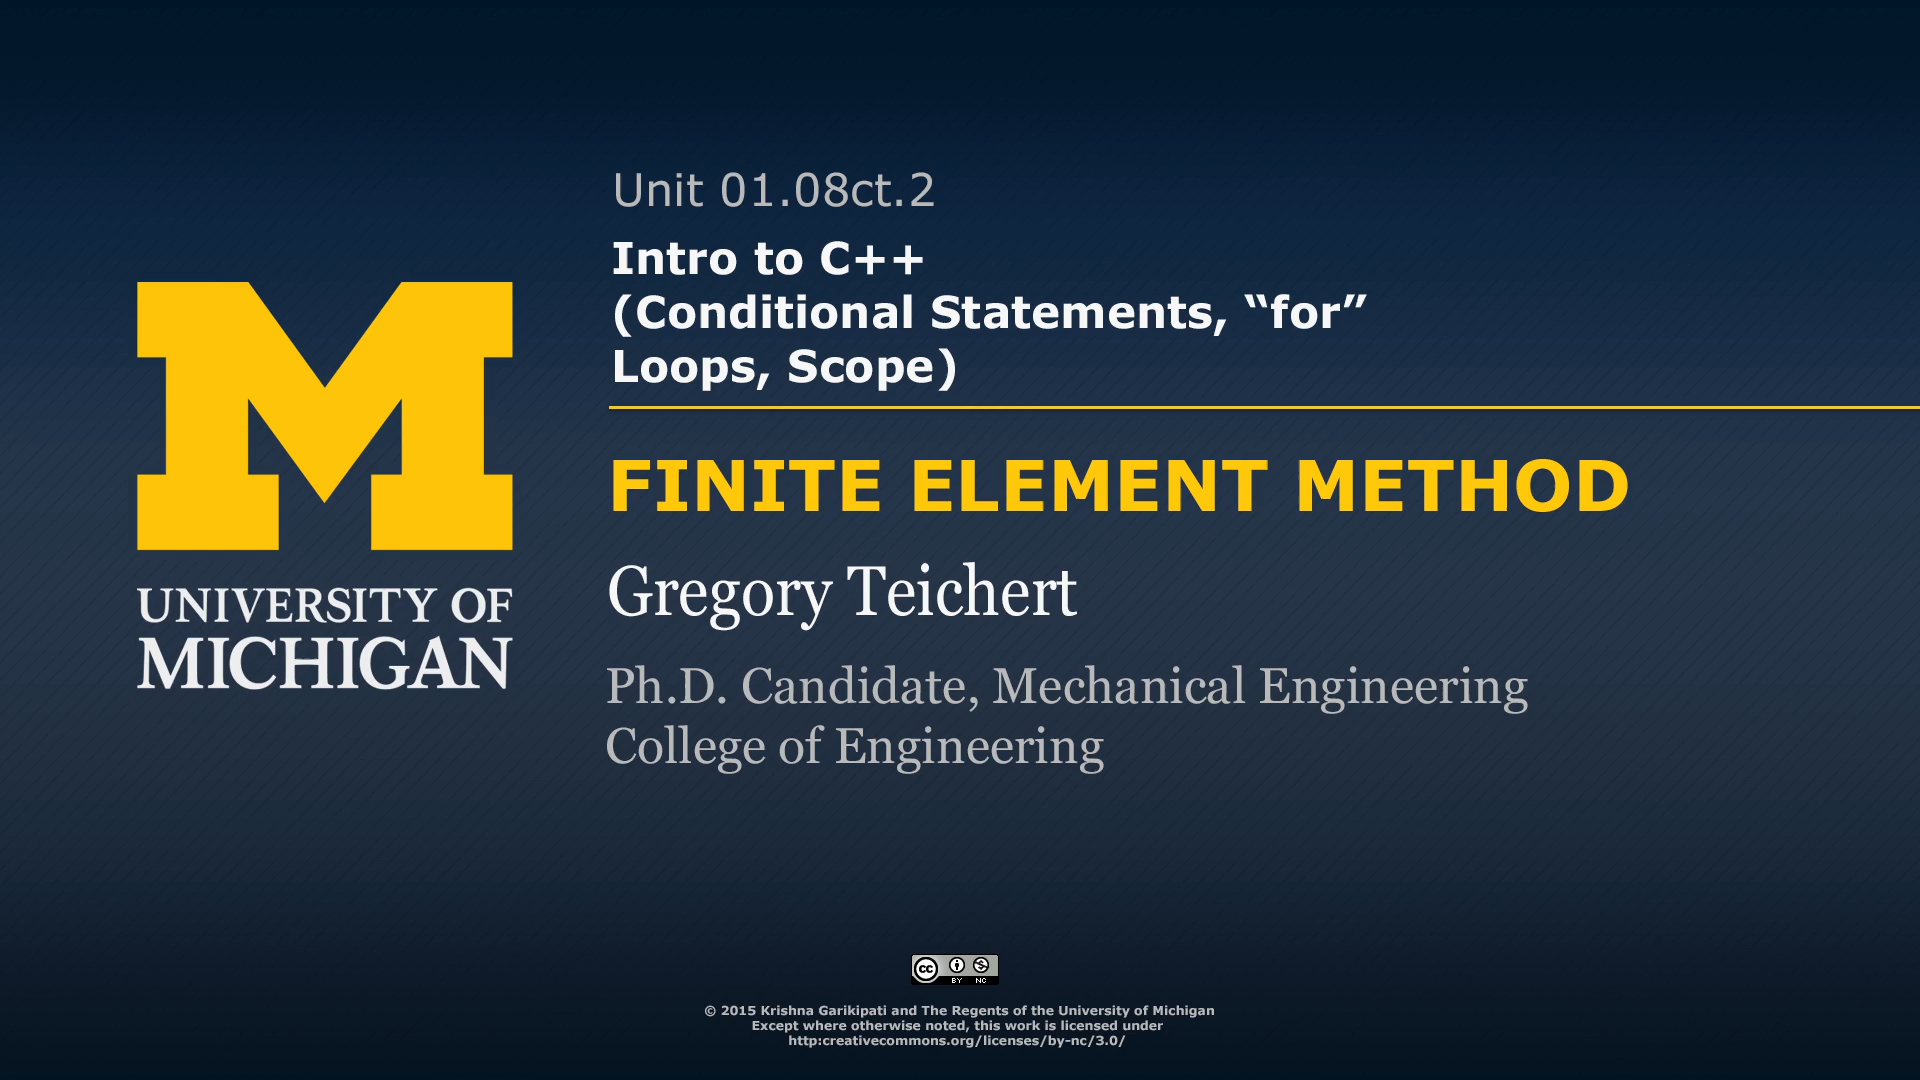 Unit 01.08ct.2
Intro to C++
(Conditional Statements, “for”
Loops, Scope)
FINITE ELEMENT METHOD
Gregory Teichert
Ph.D. Candidate, Mechanical Engineering
College of Engineering
M
UNIVERSITY OF
MICHIGAN
cc
BY NC
© 2015 Krishna Garikipati and The Regents of the University of Michigan
Except where otherwise noted, this work is licensed under
http:creativecommons.org/licenses/by-nc/3.0/